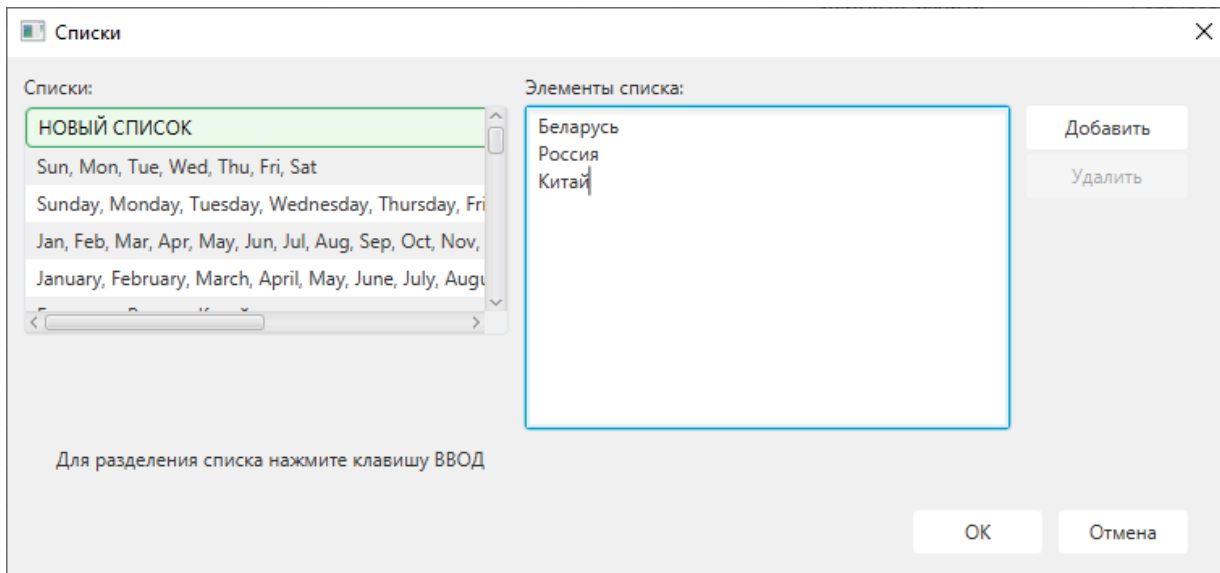 Списки
Списки:
НОВЫЙ СПИСОК
Sun, Mon, Tue, Wed, Thu, Fri, Sat
Sunday, Monday, Tuesday, Wednesday, Thursday, Fri
Jan, Feb, Mar, Apr, May, Jun, Jul, Aug, Sep, Oct, Nov,
January, February, March, April, May, June, July, Augu
Для разделения списка нажмите клавишу ВВОД
Элементы списка:
Беларусь
Россия
Китай
Добавить
Удалить
OK
Отмена